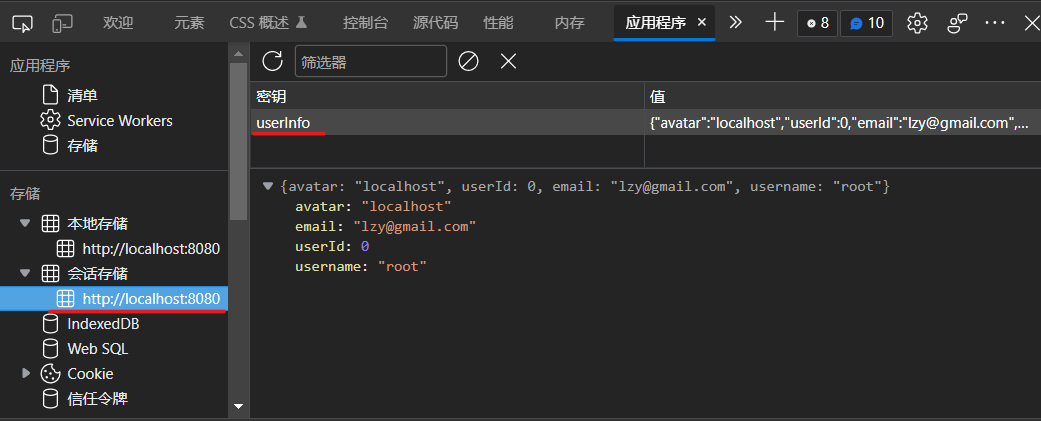 欢迎 元素 CSS 概述 控制台 源代码 性能 内存 应用程序 8 10
应用程序
清单
Service Workers
存储
存储
本地存储
http://localhost:8080
会话存储
http://localhost:8080
IndexedDB
Web SQL
Cookie
信任令牌
筛选器
密钥 值
userInfo {"avatar":"localhost","userId":0,"email":"lzy@gmail.com",...
{avatar: "localhost", userId: 0, email: "lzy@gmail.com", username: "root"}
avatar: "localhost"
email: "lzy@gmail.com"
userId: 0
username: "root"